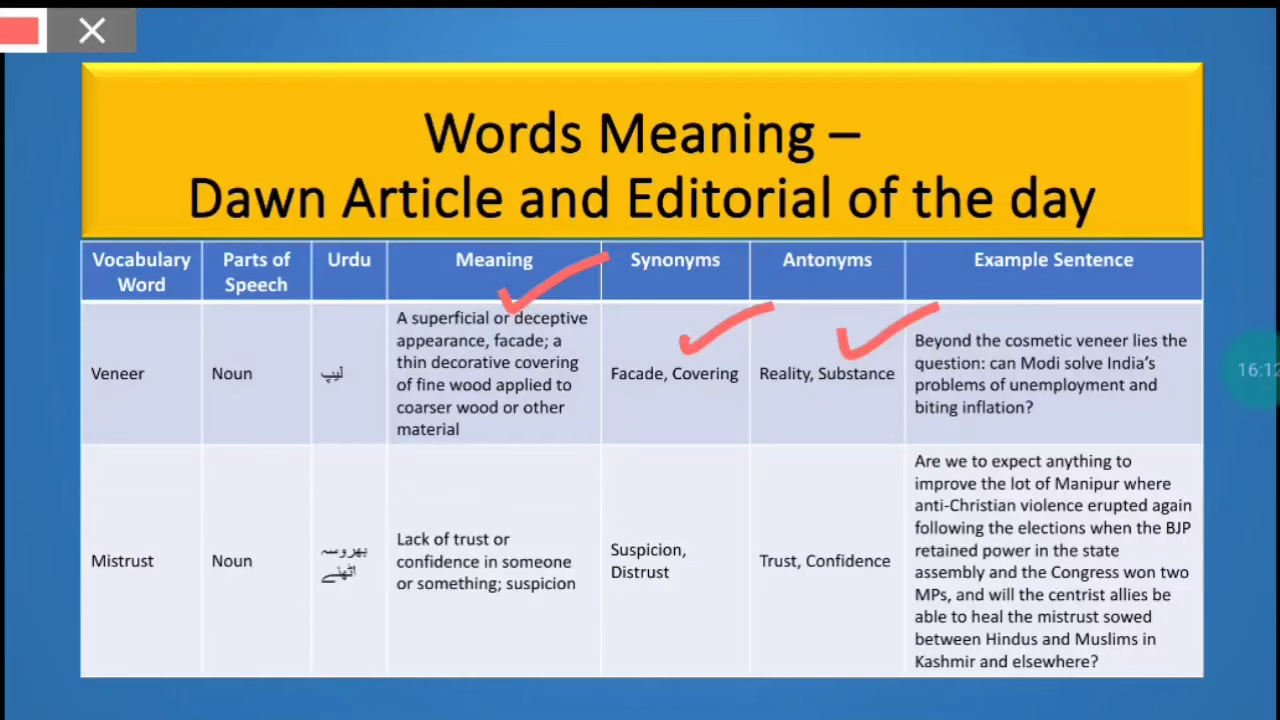 Words Meaning –
Dawn Article and Editorial of the day
Vocabulary
Word
Parts of
Speech
Urdu
Meaning
Synonyms
Antonyms
Example Sentence
Veneer
Noun
لیپ
A superficial or deceptive
appearance, facade; a
thin decorative covering
of fine wood applied to
coarser wood or other
material
Facade, Covering
Reality, Substance
Beyond the cosmetic veneer lies the
question: can Modi solve India’s
problems of unemployment and
biting inflation?
Mistrust
Noun
بھروسہ
اٹھنے
Lack of trust or
confidence in someone
or something; suspicion
Suspicion,
Distrust
Trust, Confidence
Are we to expect anything to
improve the lot of Manipur where
anti-Christian violence erupted again
following the elections when the BJP
retained power in the state
assembly and the Congress won two
MPs, and will the centrist allies be
able to heal the mistrust sowed
between Hindus and Muslims in
Kashmir and elsewhere?
16:12